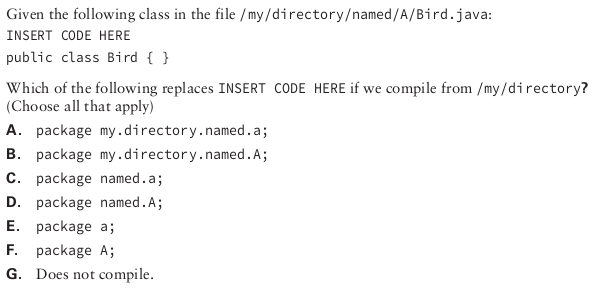 Given the following class in the file /my/directory/named/A/Bird.java:
INSERT CODE HERE
public class Bird { }
Which of the following replaces INSERT CODE HERE if we compile from /my/directory?
(Choose all that apply)
A. package my.directory.named.a;
B. package my.directory.named.A;
C. package named.a;
D. package named.A;
E. package a;
F. package A;
G. Does not compile.